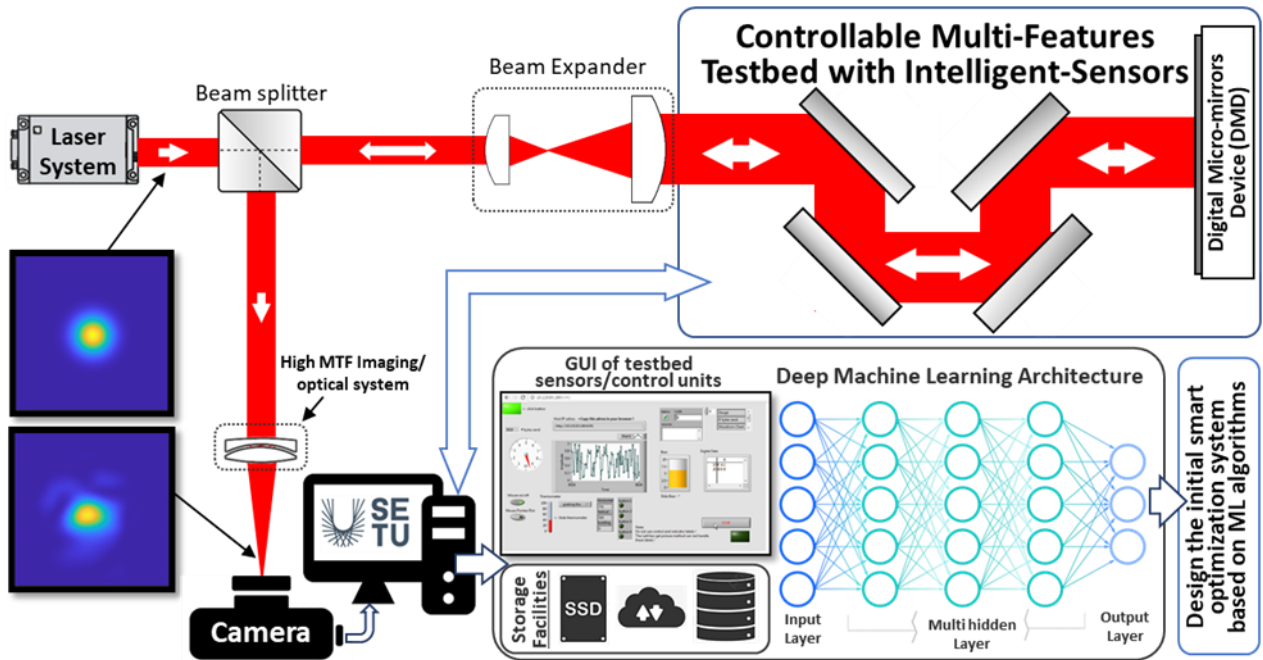 Controllable Multi-Features
Testbed with Intelligent-Sensors
Beam Expander
Beam splitter
Laser
System
Digital Micro-mirrors
Device (DMD)
High MTF Imaging/
optical system
GUI of testbed
sensors/control units
Deep Machine Learning Architecture
SE
TU
STOP
Camera
Storage
Facilities
SSD
Input
Layer
Multi hidden
Layer
Output
Layer
Design the initial smart
optimization system
based on ML algorithms